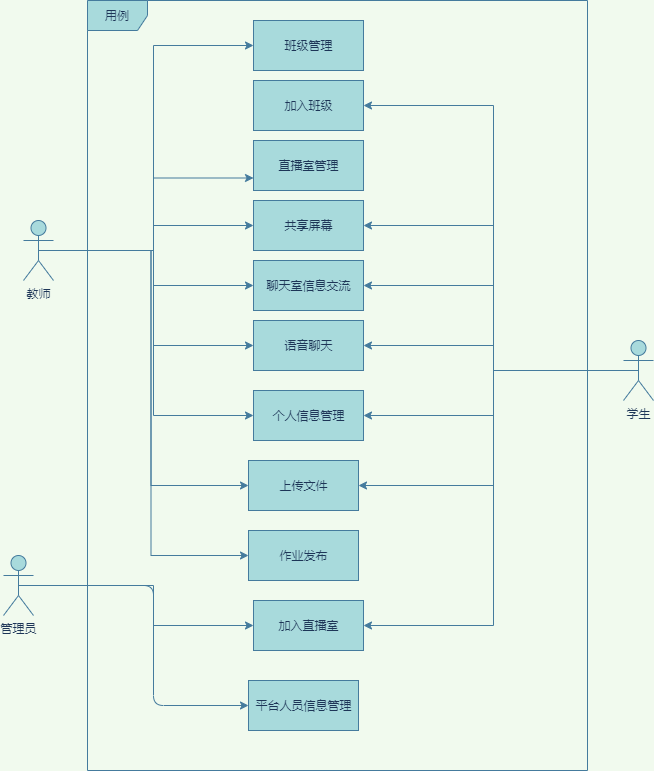 用例
班级管理
加入班级
直播室管理
共享屏幕
教师
聊天室信息交流
语音聊天
学生
个人信息管理
上传文件
作业发布
管理员
加入直播室
平台人员信息管理